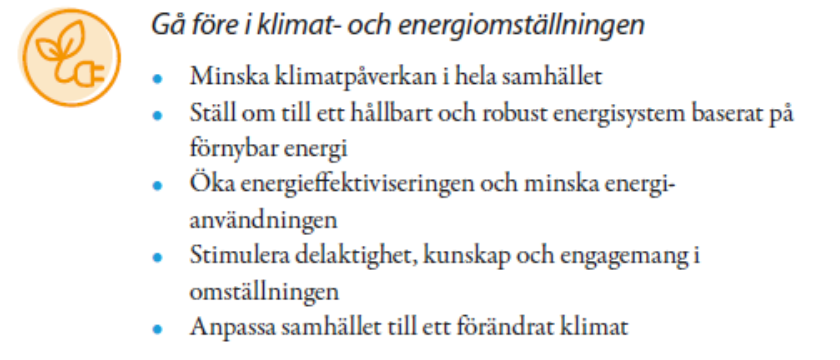 Gå före i klimat- och energiomställningen
• Minska klimatpåverkan i hela samhället
• Ställ om till ett hållbart och robust energisystem baserat på
förnybar energi
• Öka energieffektiviseringen och minska energi-
användningen
• Stimulera delaktighet, kunskap och engagemang i
omställningen
• Anpassa samhället till ett förändrat klimat